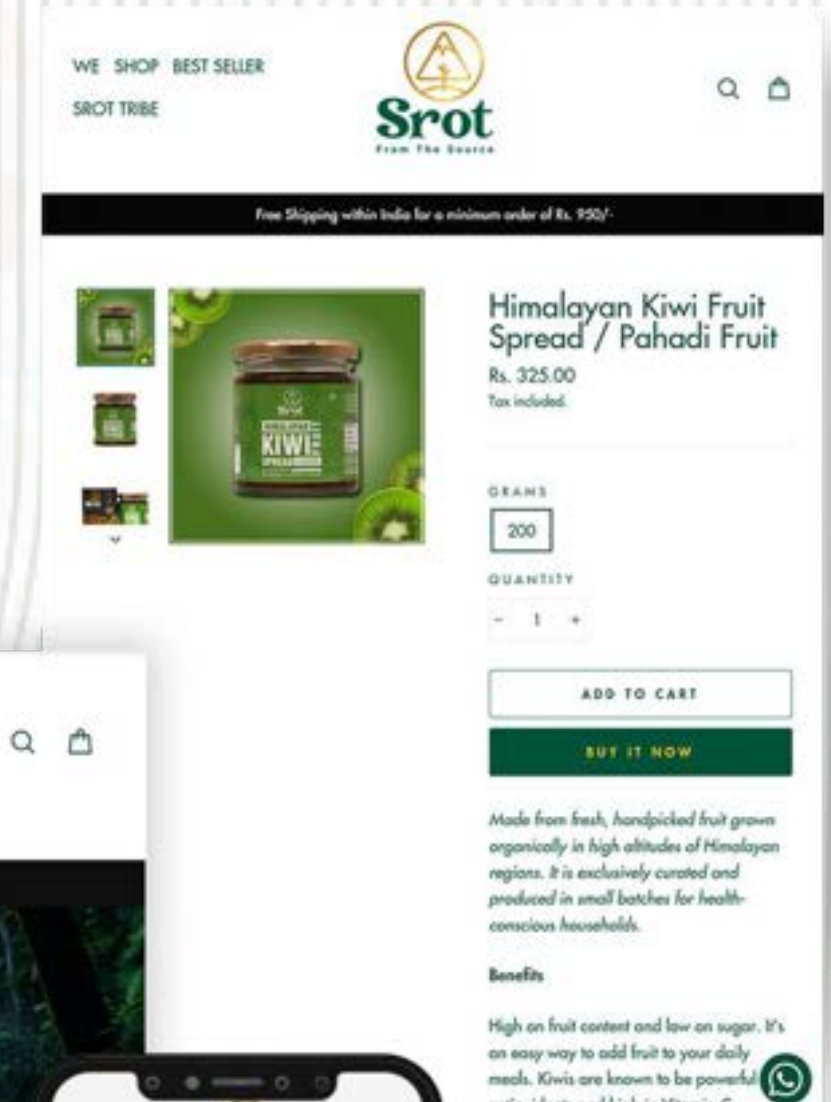 WE SHOP BEST SELLER
SROT TRIBE
Srot
From The Source
Free Shipping within India for a minimum order of Rs. 950/-
Himalayan Kiwi Fruit
Spread / Pahadi Fruit
Rs. 325.00
Tax included.
GRAMS
200
QUANTITY
- 1 +
ADD TO CART
BUY IT NOW
Made from fresh, handpicked fruit grown
organically in high altitudes of Himalayan
regions. It is exclusively curated and
produced in small batches for health-
conscious households.
Benefits
High on fruit content and low on sugar. It's
an easy way to add fruit to your daily
meals. Kiwis are known to be powerful
Srot
HIMALAYAN
KIWI
SPREAD